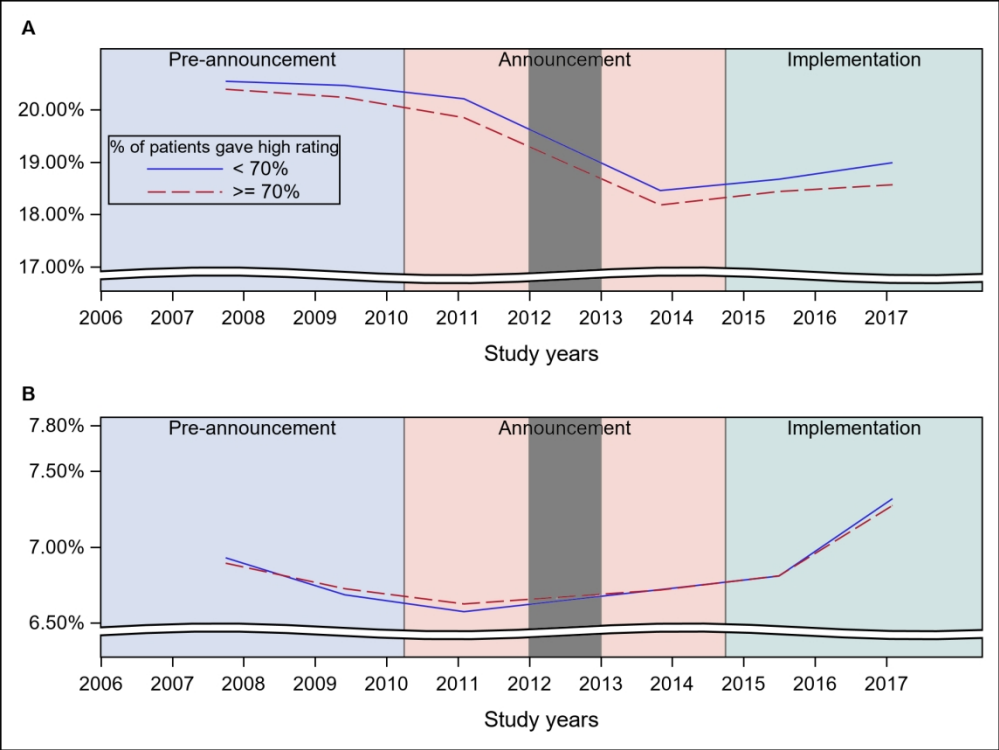 A
Pre-announcement Announcement Implementation
20.00%
% of patients gave high rating
19.00%
< 70%
>= 70%
18.00%
17.00%
2006 2007 2008 2009 2010 2011 2012 2013 2014 2015 2016 2017
Study years
B
7.80%
Pre-announcement Announcement Implementation
7.50%
7.00%
6.50%
2006 2007 2008 2009 2010 2011 2012 2013 2014 2015 2016 2017
Study years